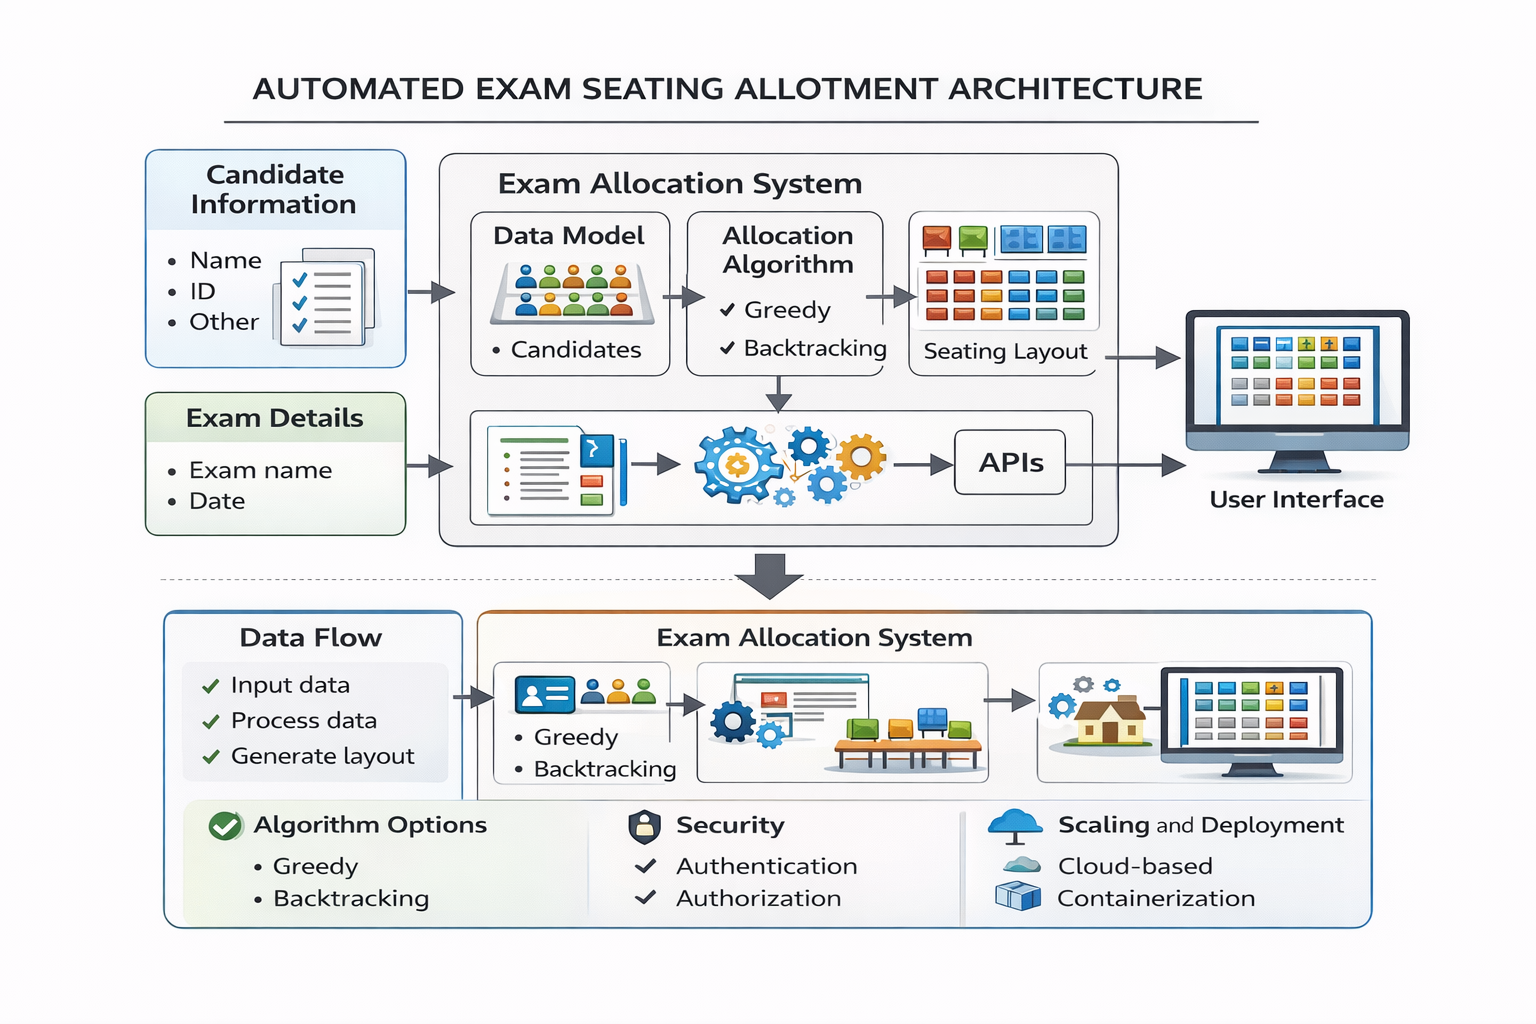 AUTOMATED EXAM SEATING ALLOTMENT ARCHITECTURE
Candidate
Information
• Name
• ID
• Other
Exam Details
• Exam name
• Date
Exam Allocation System
Data Model
• Candidates
Allocation
Algorithm
✓ Greedy
✓ Backtracking
Seating Layout
APIs
User Interface
Data Flow
✓ Input data
✓ Process data
✓ Generate layout
Exam Allocation System
• Greedy
• Backtracking
Algorithm Options
• Greedy
• Backtracking
Security
✓ Authentication
✓ Authorization
Scaling and Deployment
Cloud-based
Containerization